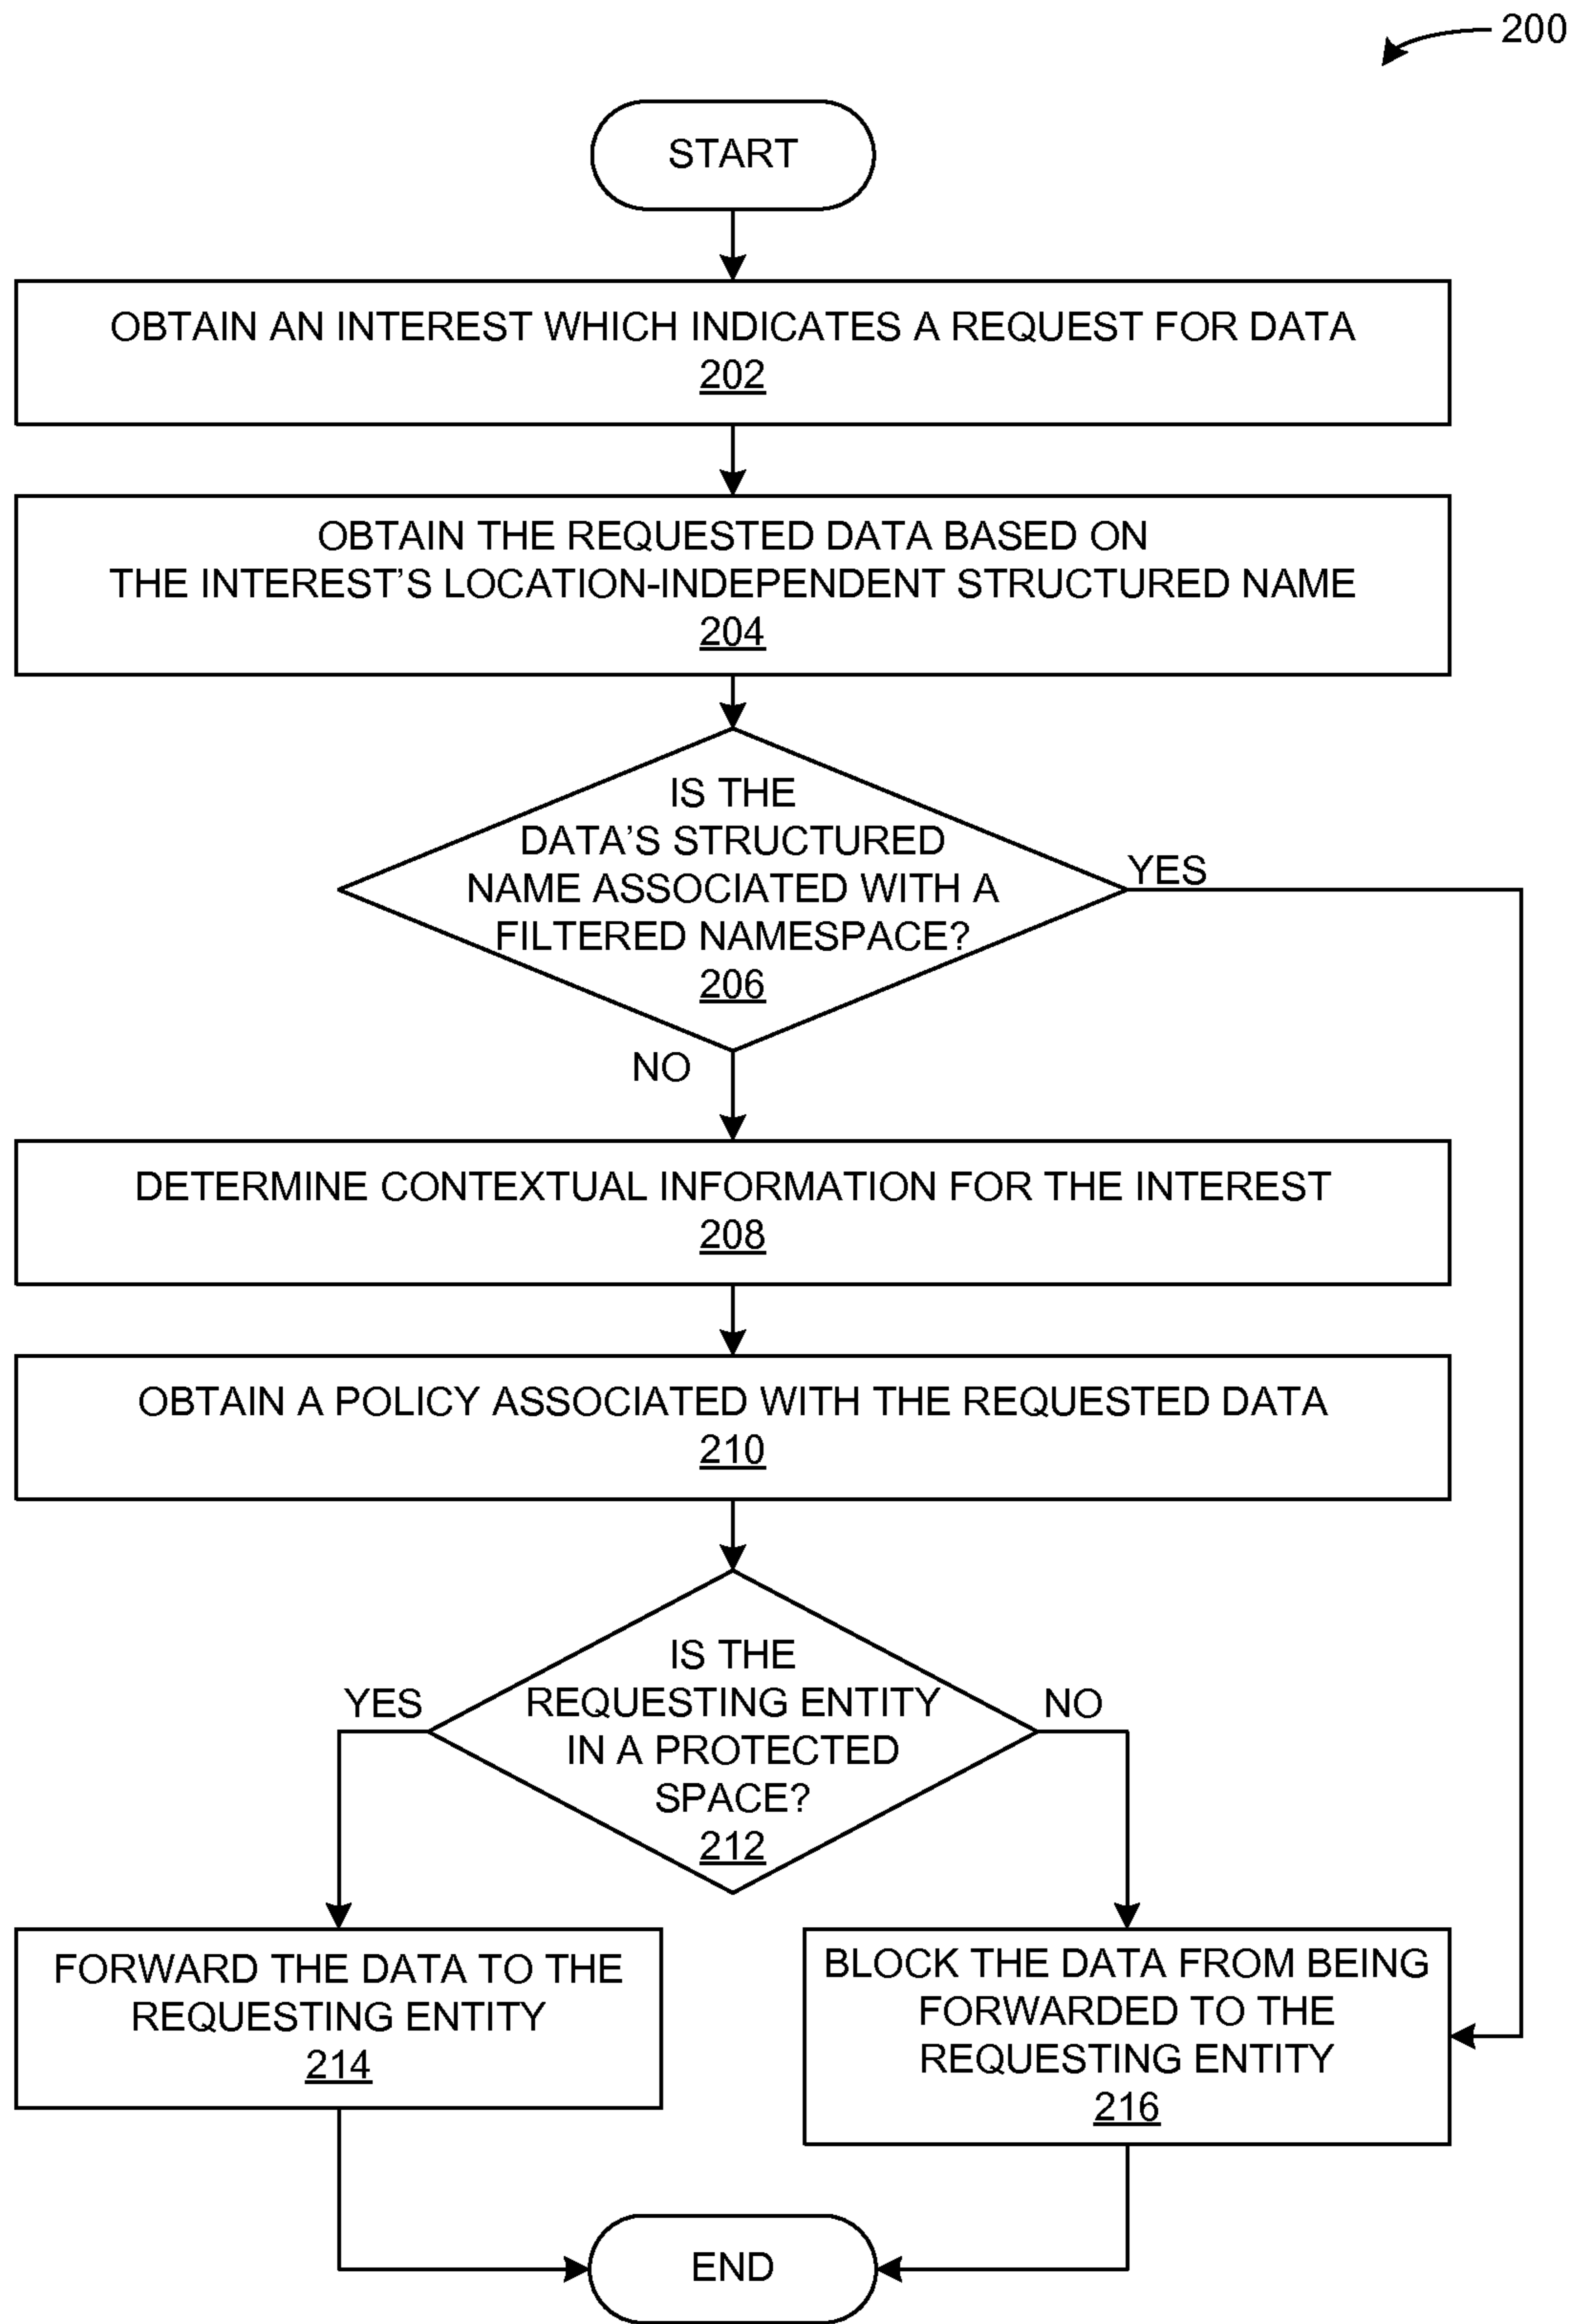 200
START
OBTAIN AN INTEREST WHICH INDICATES A REQUEST FOR DATA
202
OBTAIN THE REQUESTED DATA BASED ON
THE INTEREST’S LOCATION-INDEPENDENT STRUCTURED NAME
204
IS THE
DATA’S STRUCTURED
NAME ASSOCIATED WITH A
FILTERED NAMESPACE?
206
YES
NO
DETERMINE CONTEXTUAL INFORMATION FOR THE INTEREST
208
OBTAIN A POLICY ASSOCIATED WITH THE REQUESTED DATA
210
IS THE
REQUESTING ENTITY
IN A PROTECTED
SPACE?
212
YES
NO
FORWARD THE DATA TO THE
REQUESTING ENTITY
214
BLOCK THE DATA FROM BEING
FORWARDED TO THE
REQUESTING ENTITY
216
END